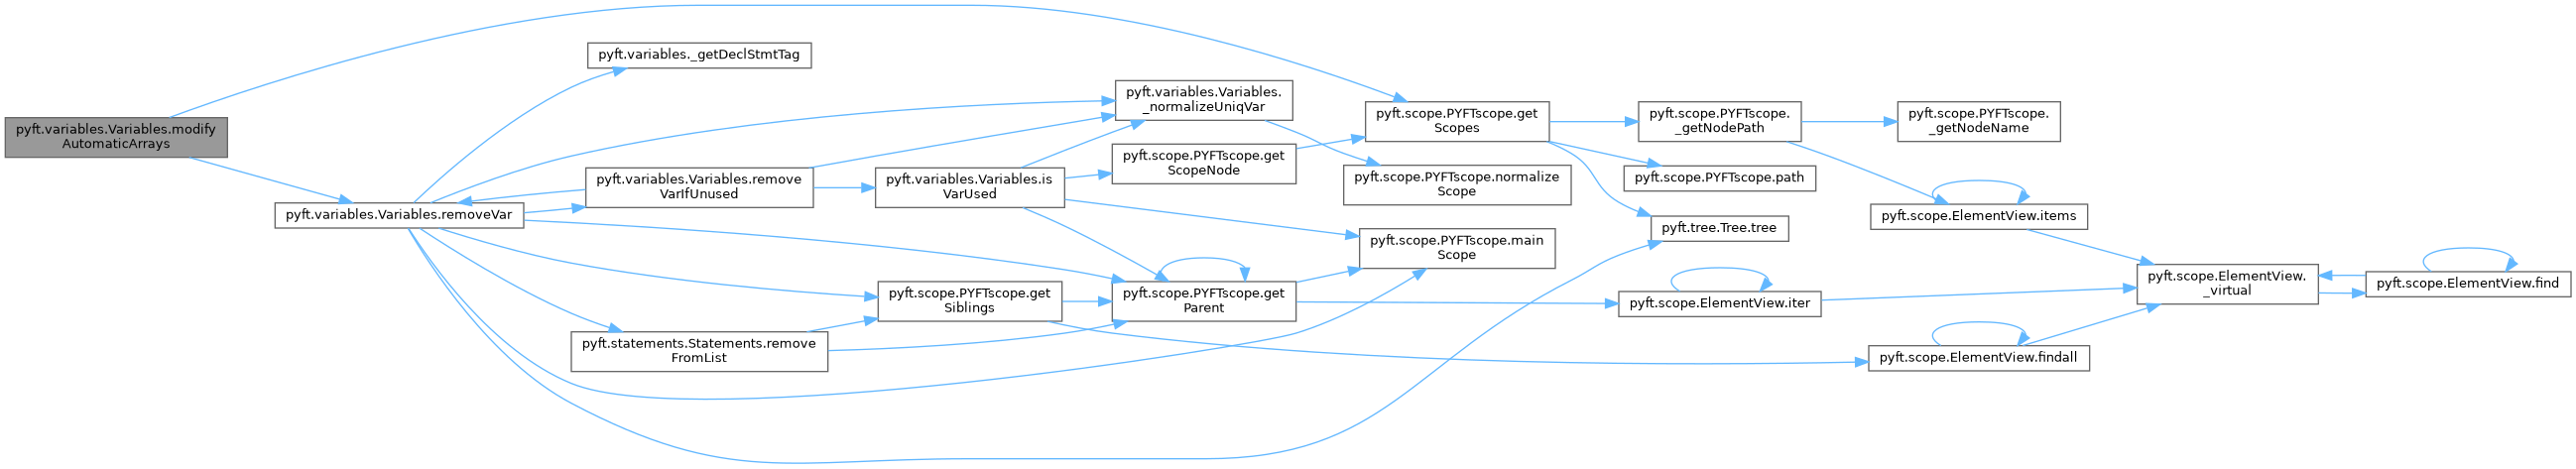 pyft.variables.Variables.modify
AutomaticArrays
pyft.variables.Variables.removeVar
pyft.variables._getDeclStmtTag
pyft.variables.Variables.remove
VarIfUnused
pyft.statements.Statements.remove
FromList
pyft.variables.Variables.is
VarUsed
pyft.scope.PYFTscope.get
Siblings
pyft.variables.Variables.
_normalizeUniqVar
pyft.scope.PYFTscope.get
ScopeNode
pyft.scope.PYFTscope.get
Parent
pyft.scope.PYFTscope.get
Scopes
pyft.scope.PYFTscope.normalize
Scope
pyft.scope.PYFTscope.main
Scope
pyft.scope.PYFTscope.
_getNodePath
pyft.scope.PYFTscope.path
pyft.tree.Tree.tree
pyft.scope.ElementView.iter
pyft.scope.PYFTscope.
_getNodeName
pyft.scope.ElementView.items
pyft.scope.ElementView.findall
pyft.scope.ElementView.
_virtual
pyft.scope.ElementView.find